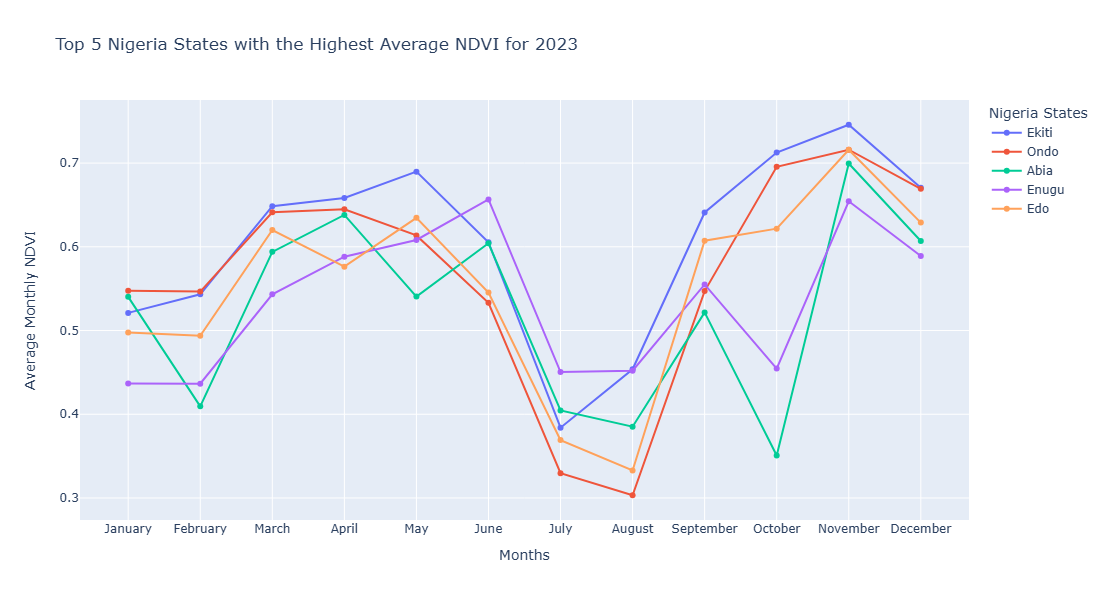 Top 5 Nigeria States with the Highest Average NDVI for 2023
Nigeria States
Ekiti
Ondo
Abia
Enugu
Edo
Average Monthly NDVI
0.7
0.6
0.5
0.4
0.3
January February March April May June July August September October November December
Months